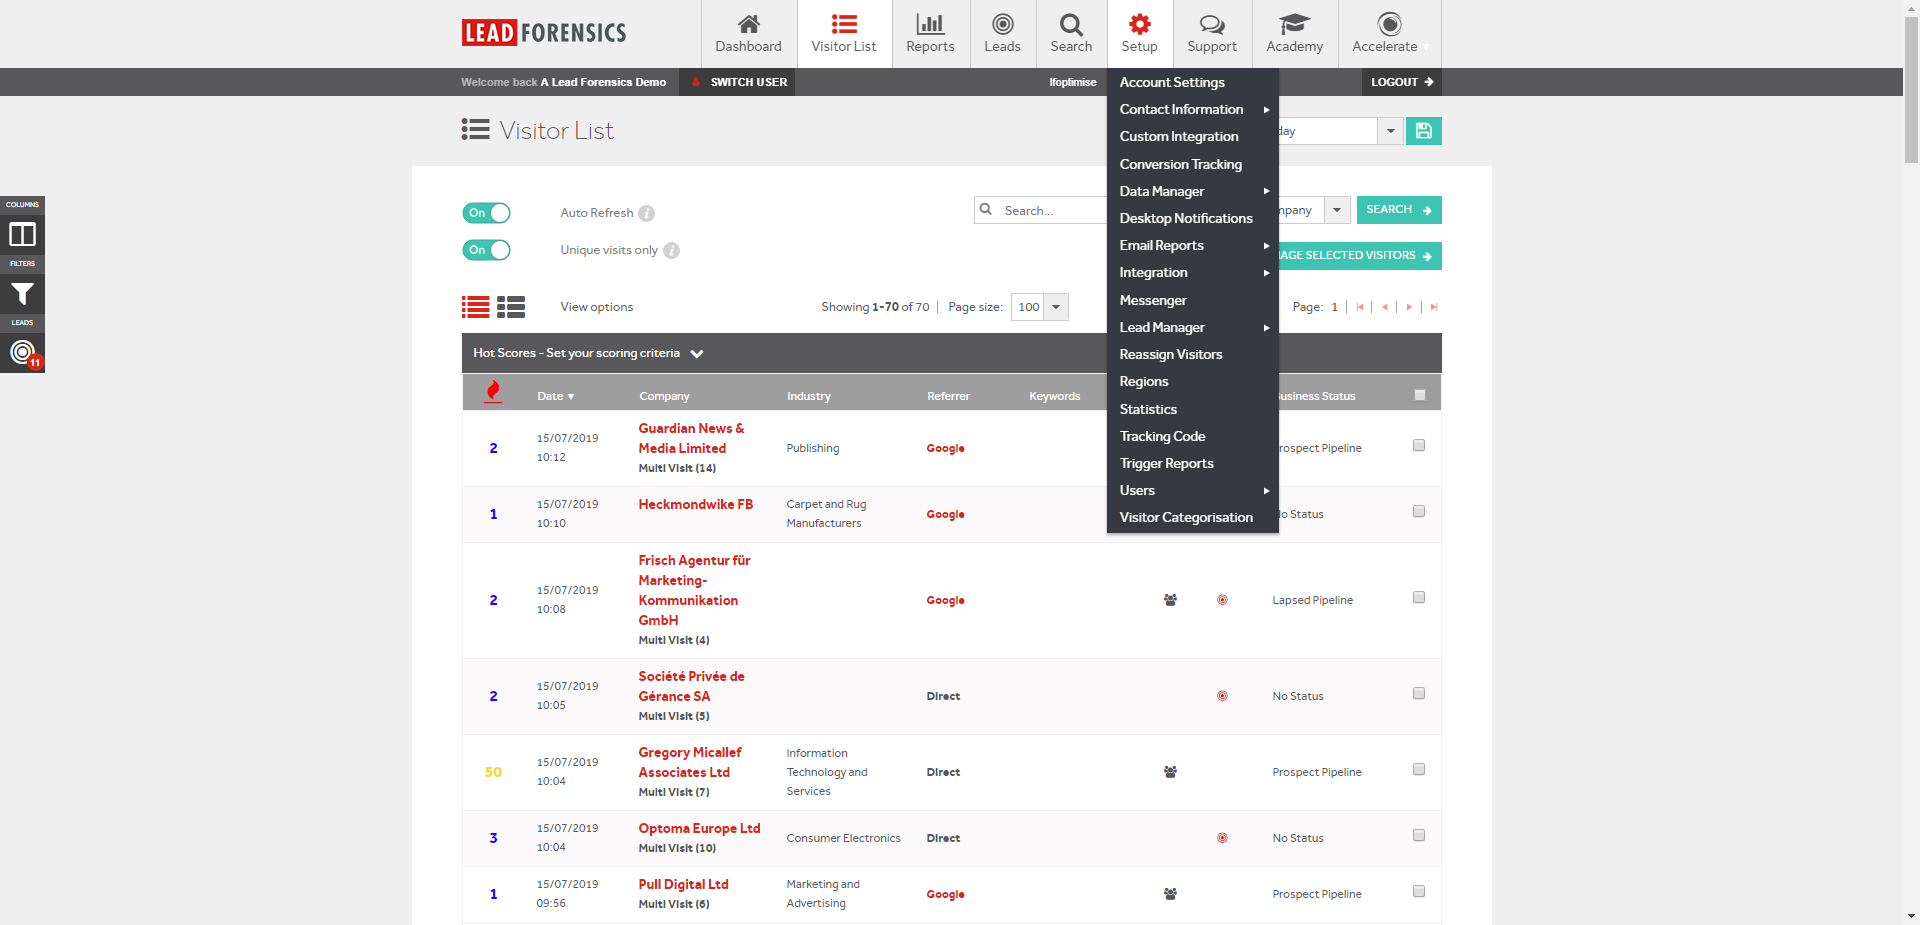 LEAD FORENSICS
Dashboard
Visitor List
Reports
Leads
Search
Setup
Support
Academy
Accelerate
Welcome back A Lead Forensics Demo
SWITCH USER
lfoptimise
LOGOUT
Visitor List
day
COLUMNS
FILTERS
LEADS
11
On
Auto Refresh i
On
Unique visits only i
Search...
mpany
SEARCH
AGE SELECTED VISITORS
View options
Showing 1-70 of 70 | Page size: 100
Page: 1
Account Settings
Contact Information
Custom Integration
Conversion Tracking
Data Manager
Desktop Notifications
Email Reports
Integration
Messenger
Lead Manager
Reassign Visitors
Regions
Statistics
Tracking Code
Trigger Reports
Users
Visitor Categorisation
Hot Scores - Set your scoring criteria
Date ▼ Company Industry Referrer Keywords usiness Status
2
15/07/2019
10:12
Guardian News &
Media Limited
Multi Visit (14)
Publishing
Google
rospect Pipeline
1
15/07/2019
10:10
Heckmondwike FB
Carpet and Rug
Manufacturers
Google
o Status
2
15/07/2019
10:08
Frisch Agentur für
Marketing-
Kommunikation
GmbH
Multi Visit (4)
Google
Lapsed Pipeline
2
15/07/2019
10:05
Société Privée de
Gérance SA
Multi Visit (5)
Direct
No Status
50
15/07/2019
10:04
Gregory Micallef
Associates Ltd
Multi Visit (7)
Information
Technology and
Services
Direct
Prospect Pipeline
3
15/07/2019
10:04
Optoma Europe Ltd
Multi Visit (10)
Consumer Electronics
Direct
No Status
1
15/07/2019
09:56
Pull Digital Ltd
Multi Visit (6)
Marketing and
Advertising
Google
Prospect Pipeline